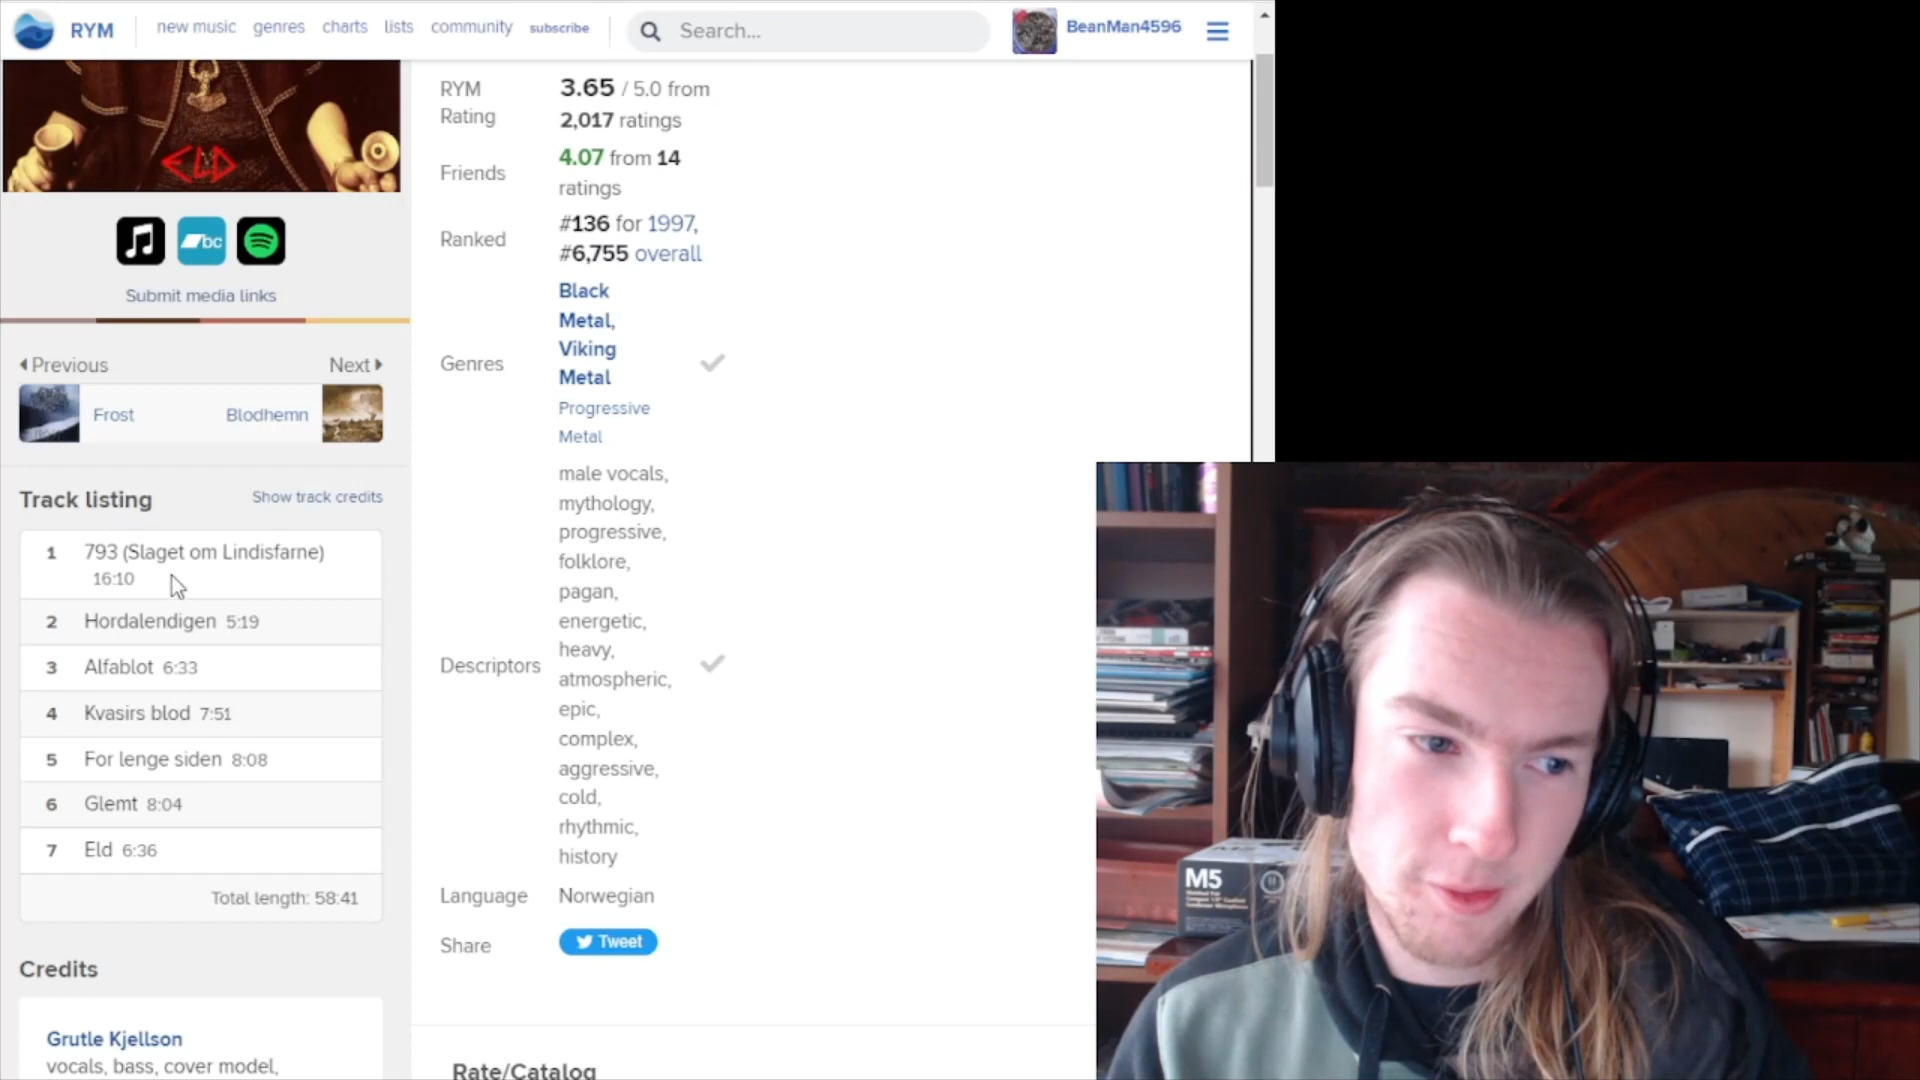 RYM
new music genres charts lists community subscribe
Search...
BeanMan4596
ELD
Submit media links
Previous
Next
Frost
Blodhemn
Track listing
Show track credits
1 793 (Slaget om Lindisfarne)
16:10
2 Hordalendigen 5:19
3 Alfablot 6:33
4 Kvasirs blod 7:51
5 For lenge siden 8:08
6 Glemt 8:04
7 Eld 6:36
Total length: 58:41
Credits
Grutle Kjellson
vocals, bass, cover model,
RYM
Rating
3.65 / 5.0 from
2,017 ratings
Friends
4.07 from 14
ratings
Ranked
#136 for 1997,
#6,755 overall
Genres
Black
Metal,
Viking
Metal
Progressive
Metal
Descriptors
male vocals,
mythology,
progressive,
folklore,
pagan,
energetic,
heavy,
atmospheric,
epic,
complex,
aggressive,
cold,
rhythmic,
history
Language
Norwegian
Share
Tweet
Rate/Catalog
bc
M5